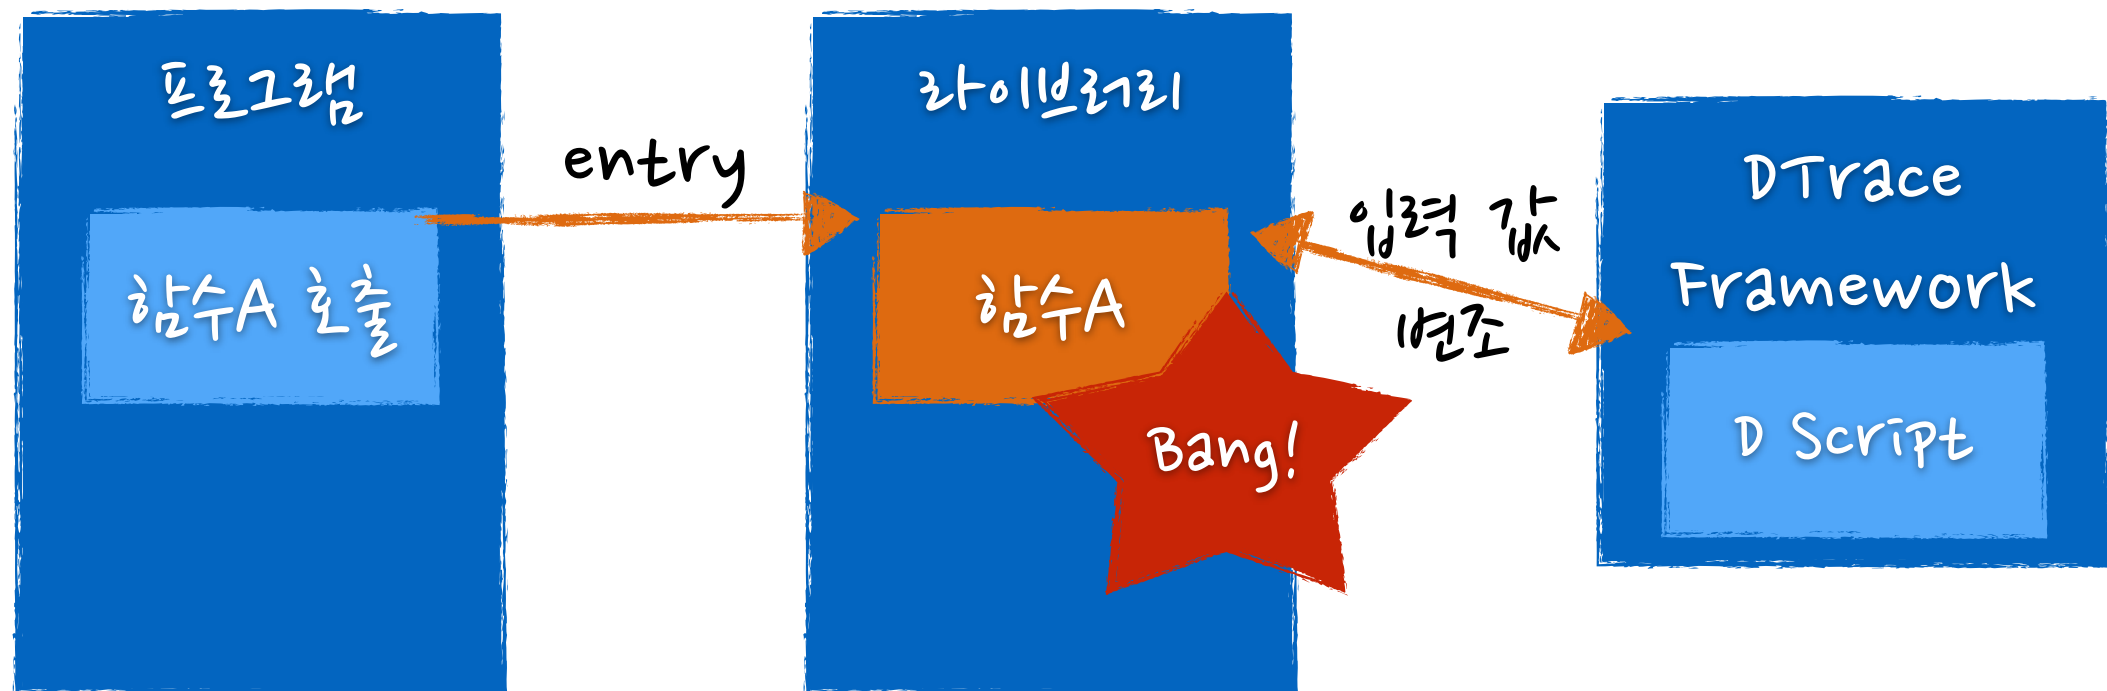 프로그램
함수A 호출
entry
라이브러리
함수A
Bang!
입력 값
변조
DTrace
Framework
D Script